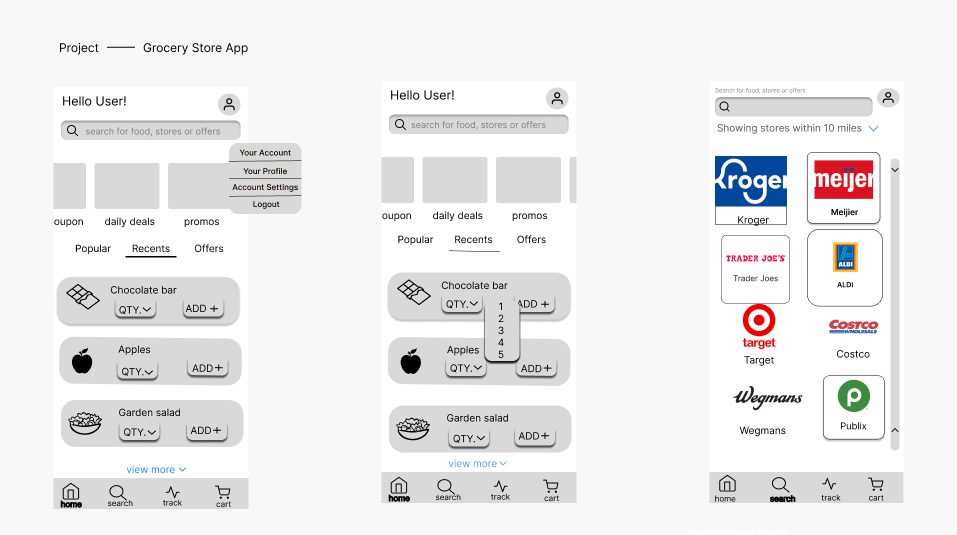 Project Grocery Store App
Hello User!
search for food, stores or offers
Your Account
Your Profile
Account Settings
Logout
oupon daily deals promos
Popular Recents Offers
Chocolate bar
QTY. ADD +
Apples
QTY. ADD+
Garden salad
QTY. ADD+
view more
home search track cart
Hello User!
search for food, stores or offers
oupon daily deals promos
Popular Recents Offers
Chocolate bar
QTY. ADD +
1
2
3
4
5
Apples
QTY. ADD+
Garden salad
QTY. ADD+
view more
home search track cart
Search for food, stores or offers
Showing stores within 10 miles
Kroger
Kroger
meijer
Meijier
TRADER JOE'S
Trader Joes
ALDI
ALDI
target
Target
COSTCO
WHOLESALE
Costco
Wegmans
Wegmans
p
Publix
home search track cart